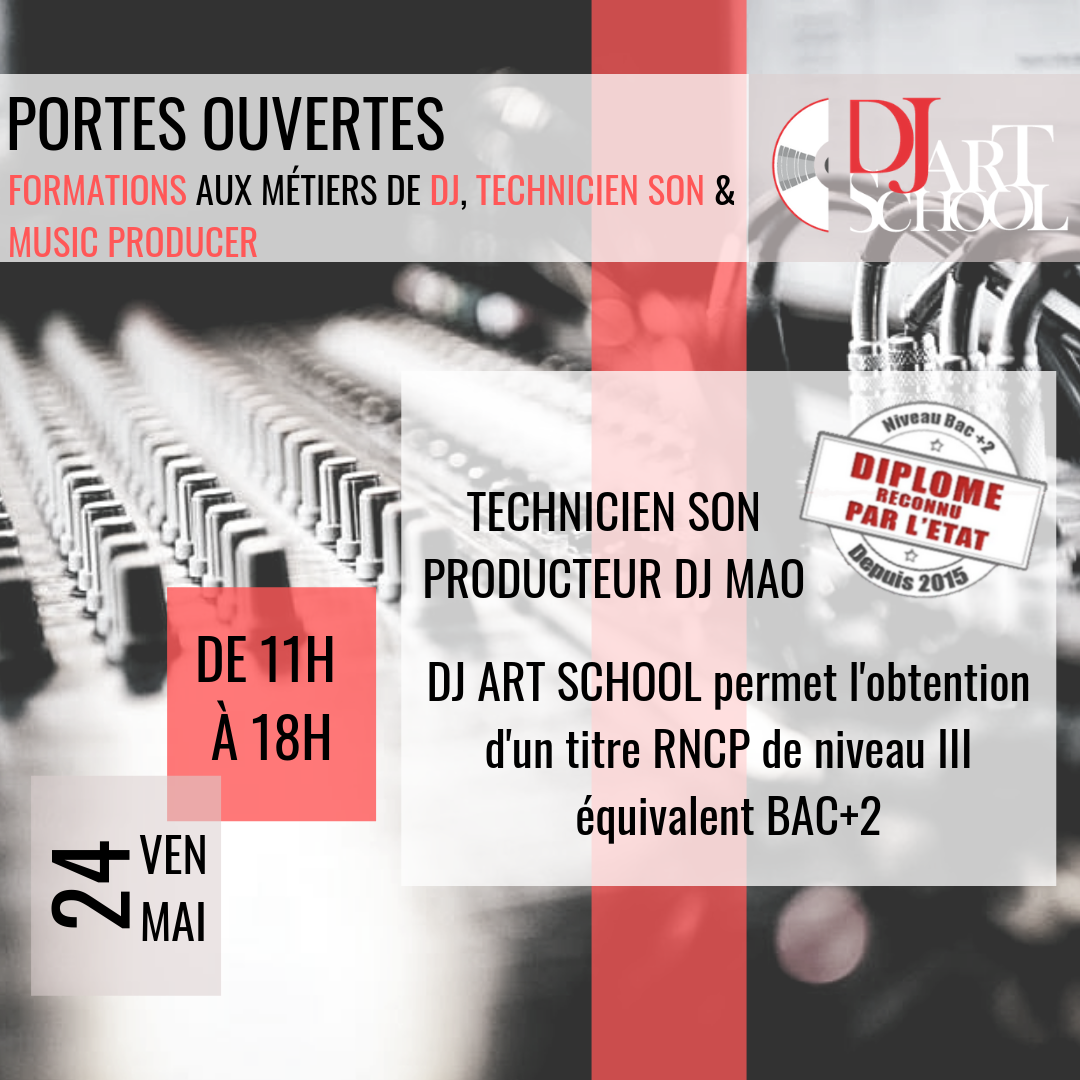 PORTES OUVERTES
FORMATIONS AUX MÉTIERS DE DJ, TECHNICIEN SON &
MUSIC PRODUCER
DJ ART
SCHOOL
Niveau Bac +2
DIPLOME
RECONNU
PAR L'ETAT
Depuis 2015
TECHNICIEN SON
PRODUCTEUR DJ MAO
DJ ART SCHOOL permet l'obtention
d'un titre RNCP de niveau III
équivalent BAC+2
DE 11H
À 18H
24
VEN
MAI